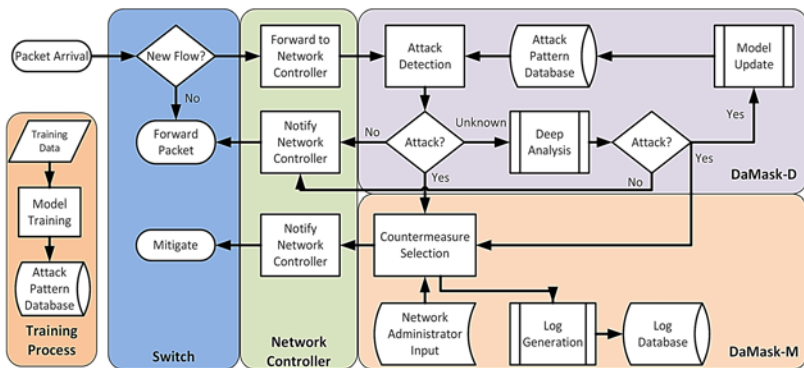 Packet Arrival
New Flow?
Forward to
Network
Controller
Attack
Detection
Attack
Pattern
Database
Model
Update
No
Yes
Training
Data
Forward
Packet
Notify
Network
Controller
No
Attack?
Unknown
Deep
Analysis
Attack?
Yes
DaMask-D
Yes
No
Model
Training
Mitigate
Notify
Network
Controller
Countermeasure
Selection
Attack
Pattern
Database
Network
Administrator
Input
Log
Generation
Log
Database
Training
Process
Switch
Network
Controller
DaMask-M